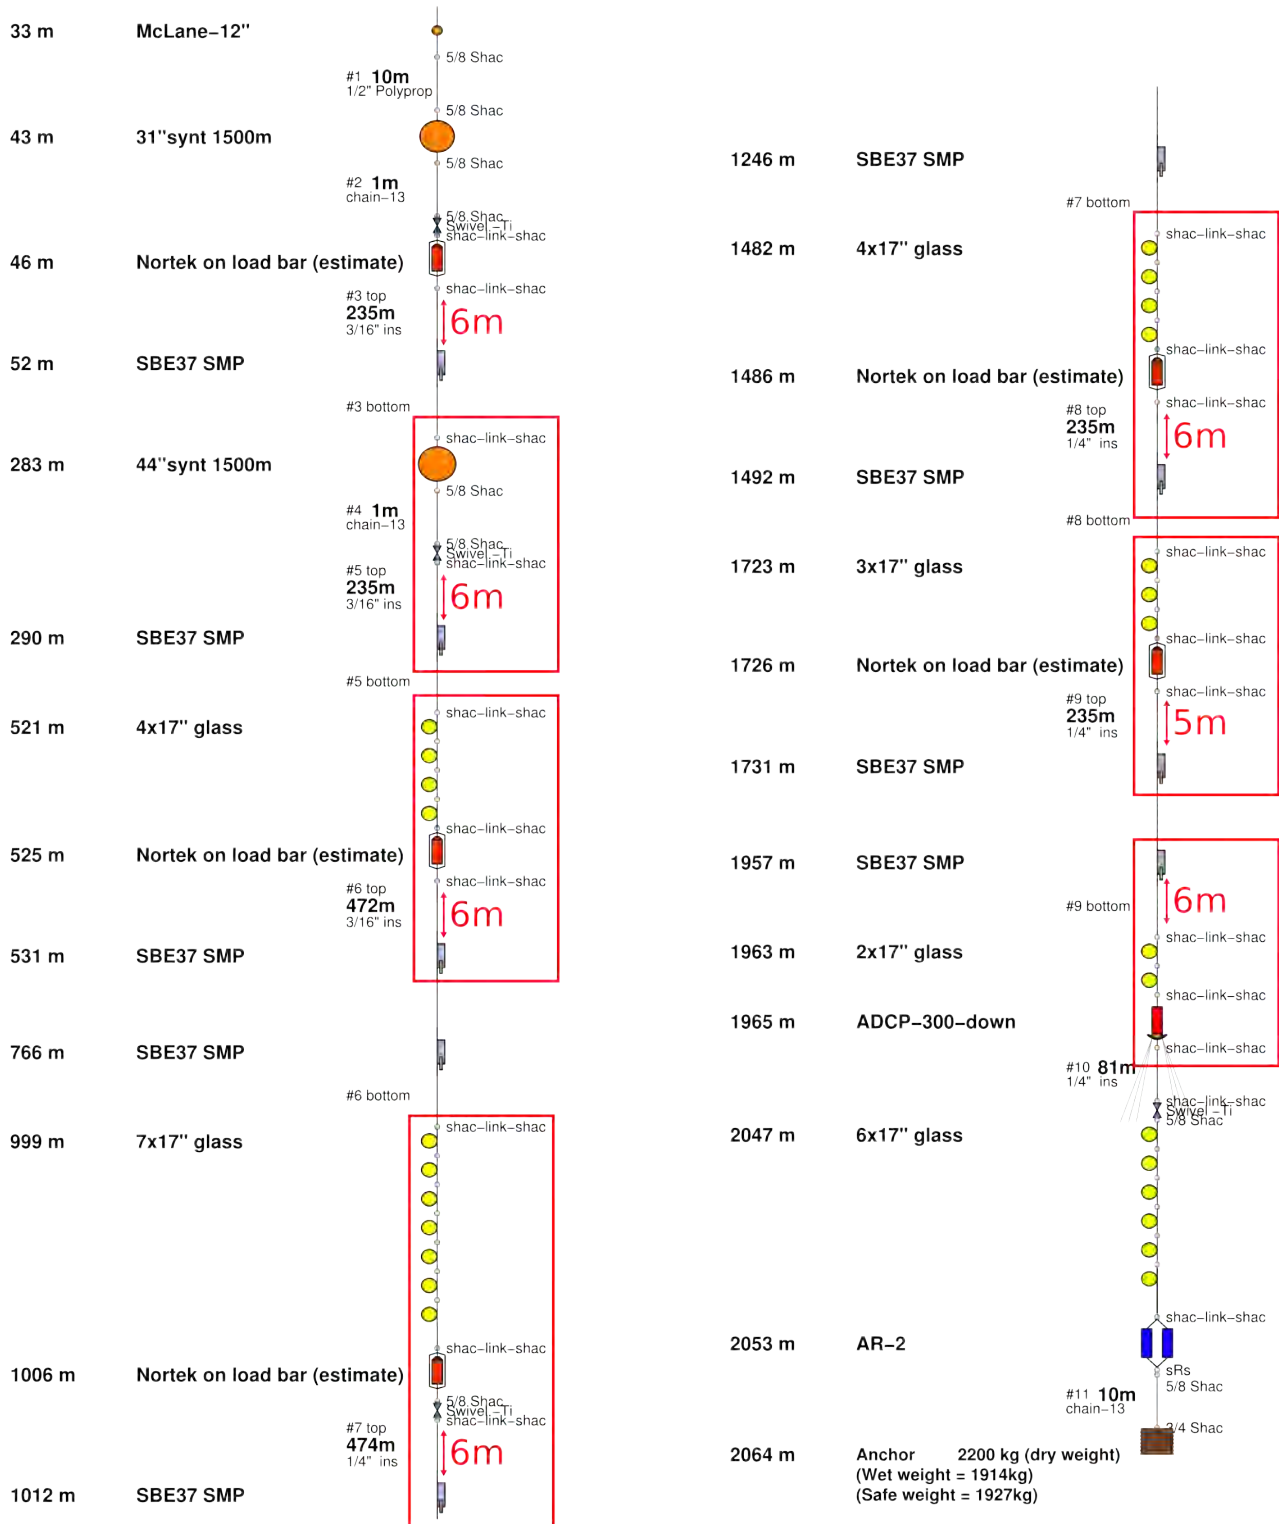 33 m McLane–12"
5/8 Shac
#1 10m
1/2" Polyprop
5/8 Shac
43 m 31"synt 1500m
5/8 Shac
#2 1m
chain–13
5/8 Shac
Swivel –Ti
shac–link–shac
46 m Nortek on load bar (estimate)
shac–link–shac
#3 top
235m 6m
3/16" ins
52 m SBE37 SMP
#3 bottom
shac–link–shac
283 m 44"synt 1500m
5/8 Shac
#4 1m
chain–13
5/8 Shac
Swivel –Ti
shac–link–shac
#5 top
235m 6m
3/16" ins
290 m SBE37 SMP
#5 bottom
shac–link–shac
521 m 4x17" glass
shac–link–shac
525 m Nortek on load bar (estimate)
shac–link–shac
#6 top
472m 6m
3/16" ins
531 m SBE37 SMP
766 m SBE37 SMP
#6 bottom
shac–link–shac
999 m 7x17" glass
shac–link–shac
1006 m Nortek on load bar (estimate)
5/8 Shac
Swivel –Ti
shac–link–shac
#7 top
474m 6m
1/4" ins
1012 m SBE37 SMP
1246 m SBE37 SMP
#7 bottom
shac–link–shac
1482 m 4x17" glass
shac–link–shac
1486 m Nortek on load bar (estimate)
shac–link–shac
#8 top
235m 6m
1/4" ins
1492 m SBE37 SMP
#8 bottom
shac–link–shac
1723 m 3x17" glass
shac–link–shac
1726 m Nortek on load bar (estimate)
shac–link–shac
#9 top
235m 5m
1/4" ins
1731 m SBE37 SMP
1957 m SBE37 SMP
6m
#9 bottom
shac–link–shac
1963 m 2x17" glass
shac–link–shac
1965 m ADCP–300–down
shac–link–shac
#10 81m
1/4" ins
shac–link–shac
Swivel –Ti
5/8 Shac
2047 m 6x17" glass
shac–link–shac
2053 m AR–2
sRs
5/8 Shac
#11 10m
chain–13
3/4 Shac
2064 m Anchor 2200 kg (dry weight)
(Wet weight = 1914kg)
(Safe weight = 1927kg)